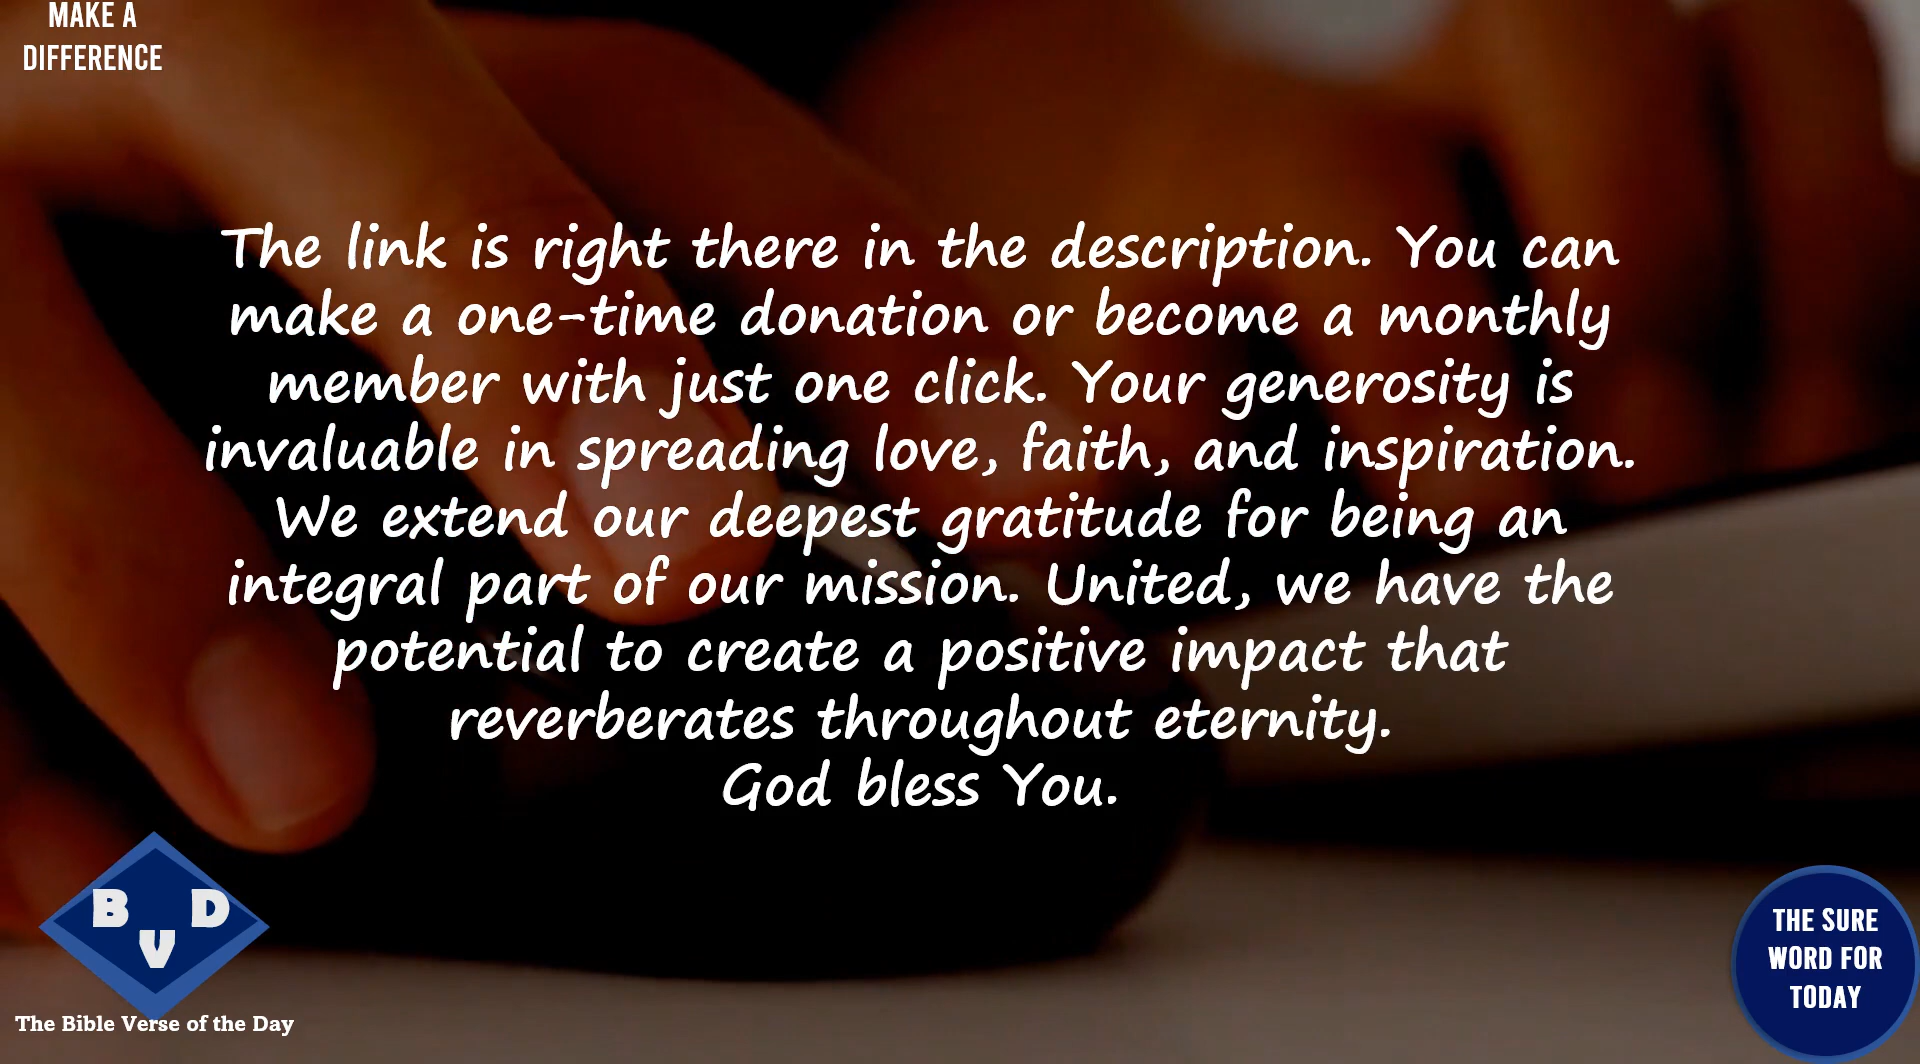 MAKE A
DIFFERENCE
The link is right there in the description. You can
make a one-time donation or become a monthly
member with just one click. Your generosity is
invaluable in spreading love, faith, and inspiration.
We extend our deepest gratitude for being an
integral part of our mission. United, we have the
potential to create a positive impact that
reverberates throughout eternity.
God bless You.
B V D
The Bible Verse of the Day
THE SURE
WORD FOR
TODAY